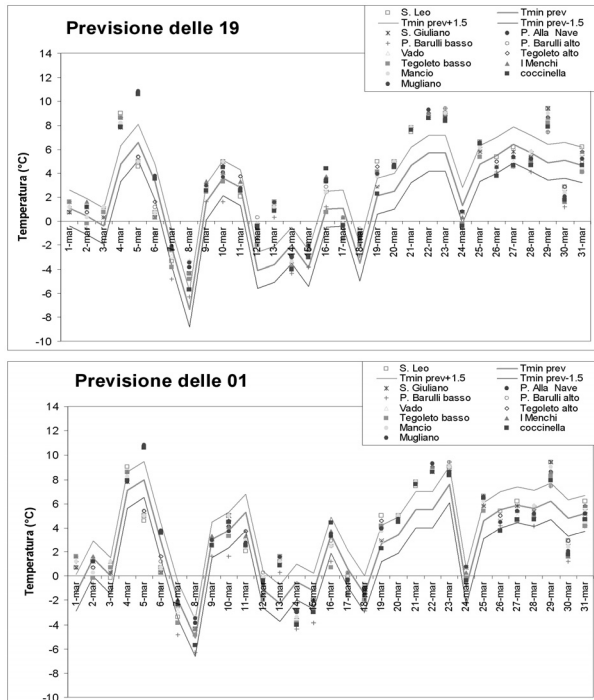 Previsione delle 19
S. Leo
Tmin prev
Tmin prev+1.5
Tmin prev-1.5
S. Giuliano
P. Alla Nave
P. Barulli basso
P. Barulli alto
Vado
Tegoleto alto
Tegoleto basso
I Menchi
Mancio
coccinella
Mugliano
Temperatura (°C)
14
12
10
8
6
4
2
0
-2
-4
-6
-8
-10
1-mar
2-mar
3-mar
4-mar
5-mar
6-mar
7-mar
8-mar
9-mar
10-mar
11-mar
12-mar
13-mar
14-mar
15-mar
16-mar
17-mar
18-mar
19-mar
20-mar
21-mar
22-mar
23-mar
24-mar
25-mar
26-mar
27-mar
28-mar
29-mar
30-mar
31-mar
Previsione delle 01
S. Leo
Tmin prev
Tmin prev+1.5
Tmin prev-1.5
S. Giuliano
P. Alla Nave
P. Barulli basso
P. Barulli alto
Vado
Tegoleto alto
Tegoleto basso
I Menchi
Mancio
coccinella
Mugliano
Temperatura (°C)
14
12
10
8
6
4
2
0
-2
-4
-6
-8
-10
1-mar
2-mar
3-mar
4-mar
5-mar
6-mar
7-mar
8-mar
9-mar
10-mar
11-mar
12-mar
13-mar
14-mar
15-mar
16-mar
17-mar
18-mar
19-mar
20-mar
21-mar
22-mar
23-mar
24-mar
25-mar
26-mar
27-mar
28-mar
29-mar
30-mar
31-mar